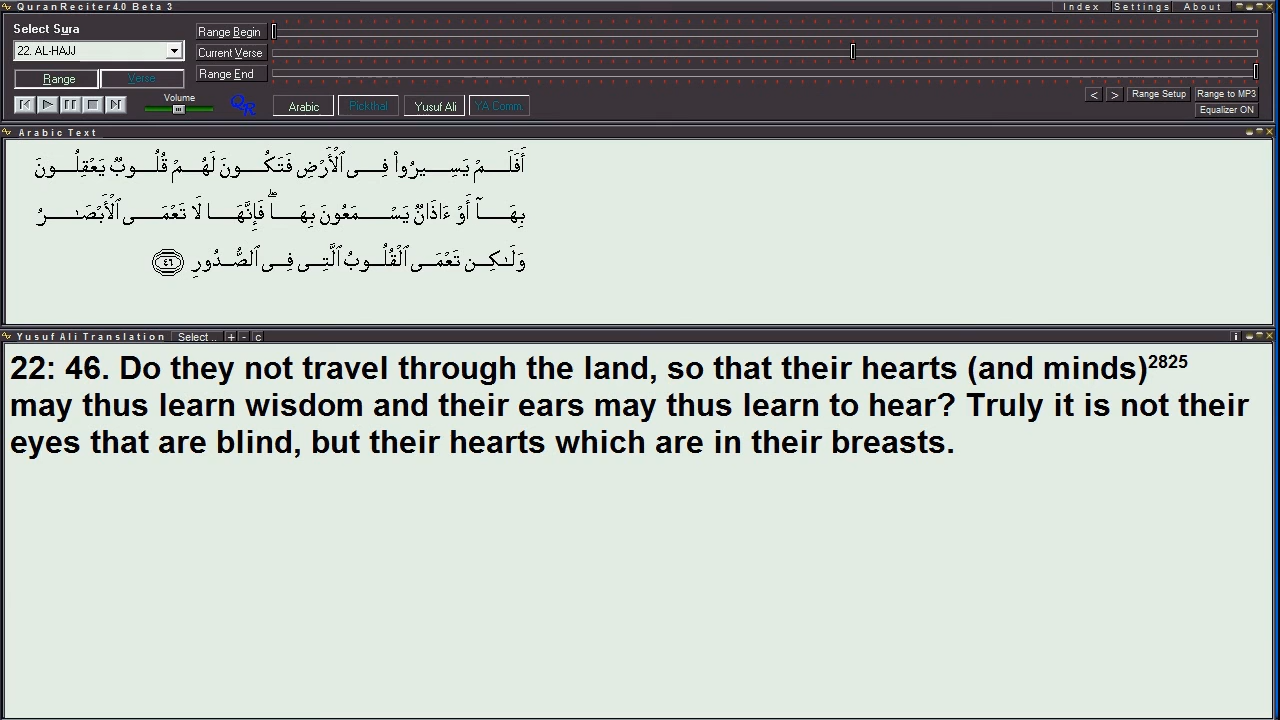 QuranReciter4.0 Beta 3
Index Settings About
Select Sura
22. AL-HAJJ
Range Verse
Range Begin
Current Verse
Range End
Volume
QR
Arabic Pickthal Yusuf Ali YA Comm.
< > Range Setup Range to MP3
Equalizer ON
Arabic Text
أَفَلَمْ يَسِيرُوا۟ فِى ٱلْأَرْضِ فَتَكُونَ لَهُمْ قُلُوبٌ يَعْقِلُونَ
بِهَآ أَوْ ءَاذَانٌ يَسْمَعُونَ بِهَا ۖ فَإِنَّهَا لَا تَعْمَى ٱلْأَبْصَـٰرُ
وَلَـٰكِن تَعْمَى ٱلْقُلُوبُ ٱلَّتِى فِى ٱلصُّدُورِ ٤٦
Yusuf Ali Translation Select .. + - c i
22: 46. Do they not travel through the land, so that their hearts (and minds)2825
may thus learn wisdom and their ears may thus learn to hear? Truly it is not their
eyes that are blind, but their hearts which are in their breasts.